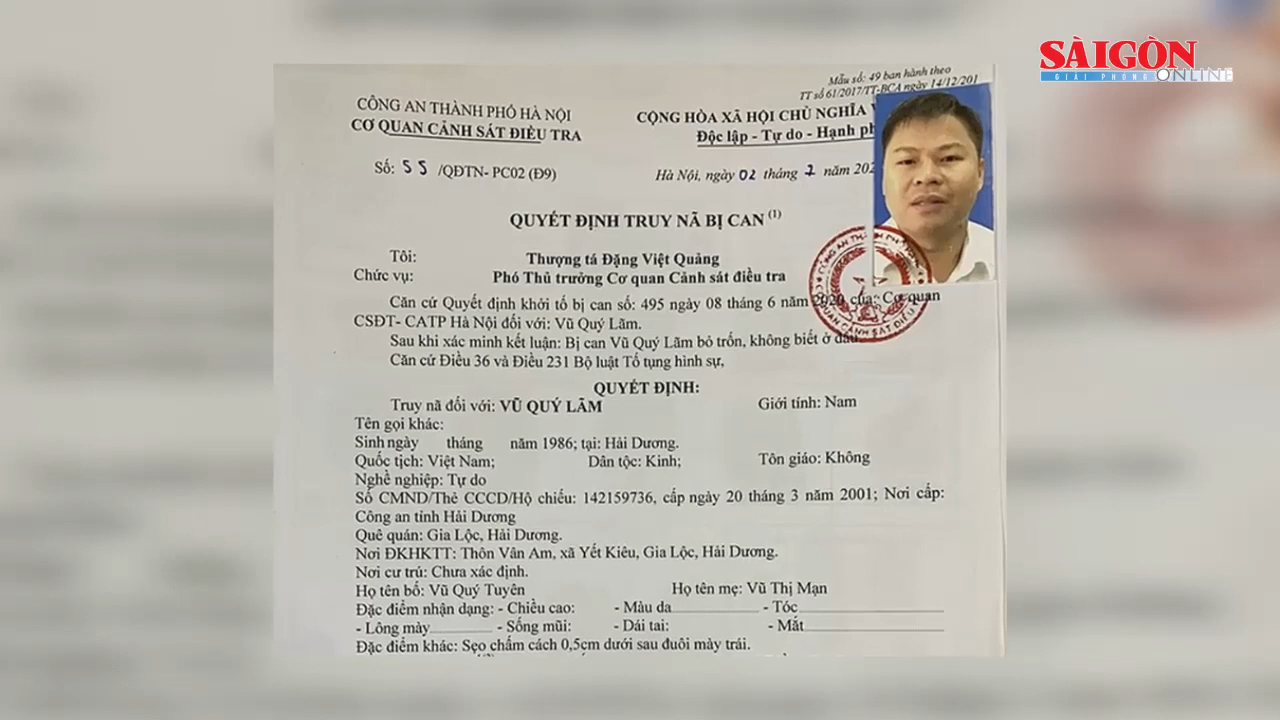 SÀI GÒN
GIẢI PHÓNG ONLINE
Mẫu số: 49 ban hành theo
TT số 61/2017/TT-BCA ngày 14/12/201
CÔNG AN THÀNH PHỐ HÀ NỘI
CỘNG HÒA XÃ HỘI CHỦ NGHĨA
CƠ QUAN CẢNH SÁT ĐIỀU TRA
Độc lập - Tự do - Hạnh
Số: 55 /QĐTN- PC02 (Đ9)
Hà Nội, ngày 02 tháng 7 năm 202
QUYẾT ĐỊNH TRUY NÃ BỊ CAN (1)
Tôi: Thượng tá Đặng Việt Quảng
Chức vụ: Phó Thủ trưởng Cơ quan Cảnh sát điều tra
Căn cứ Quyết định khởi tố bị can số: 495 ngày 08 tháng 6 năm 2020 của: Cơ quan
CSĐT- CATP Hà Nội đối với: Vũ Quý Lãm.
Sau khi xác minh kết luận: Bị can Vũ Quý Lãm bỏ trốn, không biết ở đâu.
Căn cứ Điều 36 và Điều 231 Bộ luật Tố tụng hình sự,
QUYẾT ĐỊNH:
Truy nã đối với: VŨ QUÝ LÃM Giới tính: Nam
Tên gọi khác:
Sinh ngày tháng năm 1986; tại: Hải Dương.
Quốc tịch: Việt Nam; Dân tộc: Kinh; Tôn giáo: Không
Nghề nghiệp: Tự do
Số CMND/Thẻ CCCD/Hộ chiếu: 142159736, cấp ngày 20 tháng 3 năm 2001; Nơi cấp:
Công an tỉnh Hải Dương
Quê quán: Gia Lộc, Hải Dương.
Nơi ĐKHKTT: Thôn Vân Am, xã Yết Kiêu, Gia Lộc, Hải Dương.
Nơi cư trú: Chưa xác định.
Họ tên bố: Vũ Quý Tuyên Họ tên mẹ: Vũ Thị Mạn
Đặc điểm nhận dạng: - Chiều cao: - Màu da - Tóc
- Lông mày - Sống mũi: - Dái tai: - Mắt
Đặc điểm khác: Sẹo chấm cách 0,5cm dưới sau đuôi mày trái.